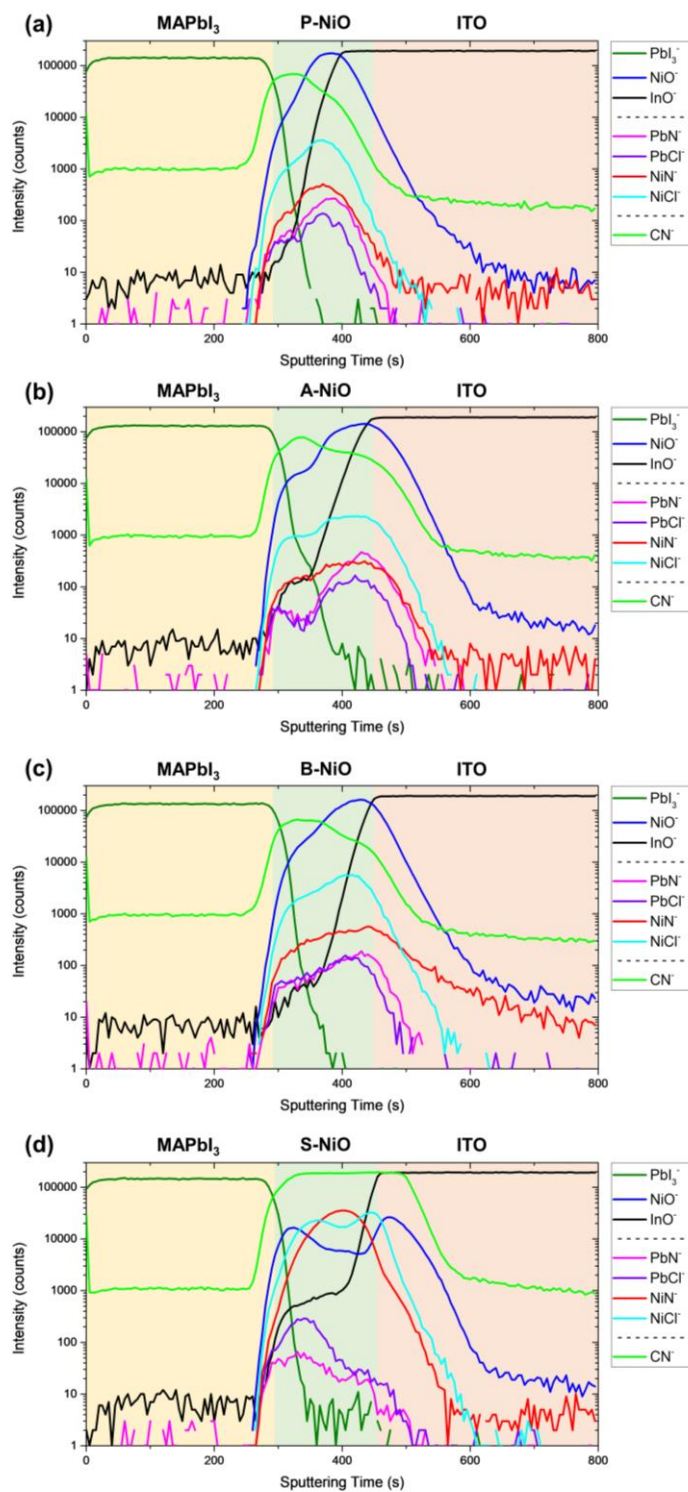 (a) MAPbI₃ P-NiO ITO
Intensity (counts)
100000
10000
1000
100
10
1
0 200 400 600 800
Sputtering Time (s)
PbI₃⁻
NiO⁻
InO⁻
PbN⁻
PbCl⁻
NiN⁻
NiCl⁻
CN⁻
(b) MAPbI₃ A-NiO ITO
Intensity (counts)
100000
10000
1000
100
10
1
0 200 400 600 800
Sputtering Time (s)
PbI₃⁻
NiO⁻
InO⁻
PbN⁻
PbCl⁻
NiN⁻
NiCl⁻
CN⁻
(c) MAPbI₃ B-NiO ITO
Intensity (counts)
100000
10000
1000
100
10
1
0 200 400 600 800
Sputtering Time (s)
PbI₃⁻
NiO⁻
InO⁻
PbN⁻
PbCl⁻
NiN⁻
NiCl⁻
CN⁻
(d) MAPbI₃ S-NiO ITO
Intensity (counts)
100000
10000
1000
100
10
1
0 200 400 600 800
Sputtering Time (s)
PbI₃⁻
NiO⁻
InO⁻
PbN⁻
PbCl⁻
NiN⁻
NiCl⁻
CN⁻